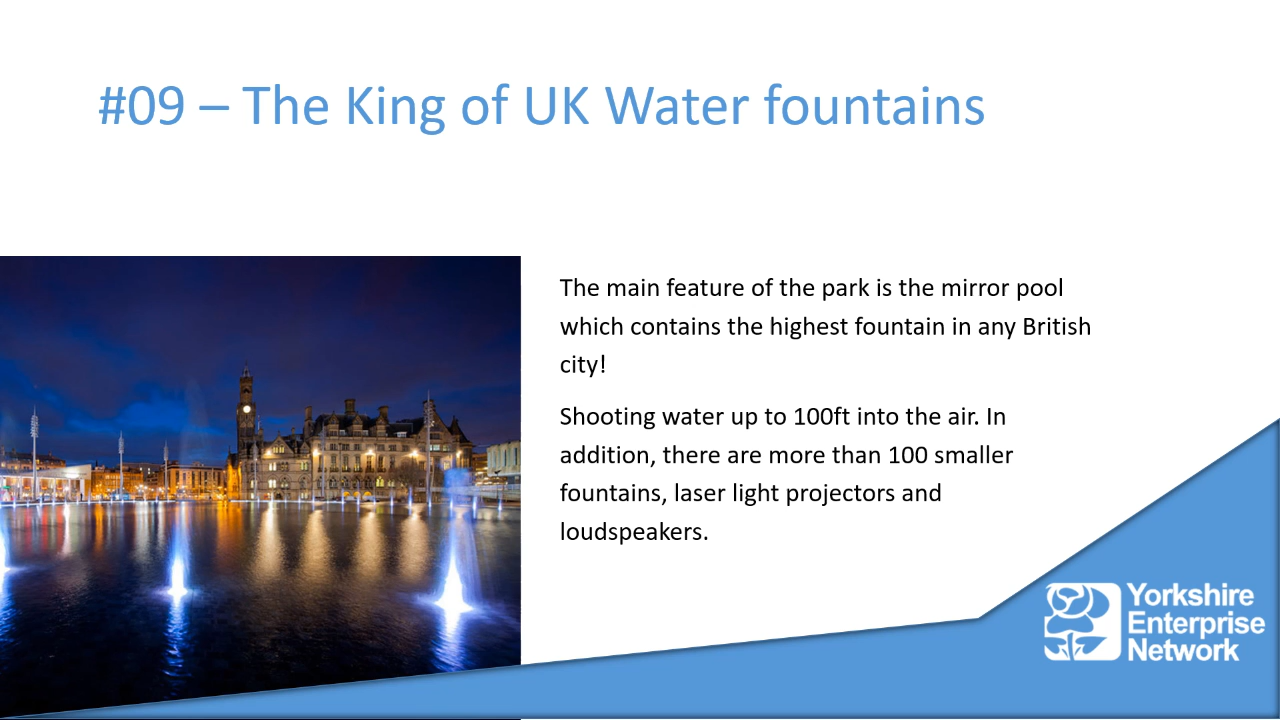 #09 – The King of UK Water fountains
The main feature of the park is the mirror pool
which contains the highest fountain in any British
city!
Shooting water up to 100ft into the air. In
addition, there are more than 100 smaller
fountains, laser light projectors and
loudspeakers.
Yorkshire
Enterprise
Network